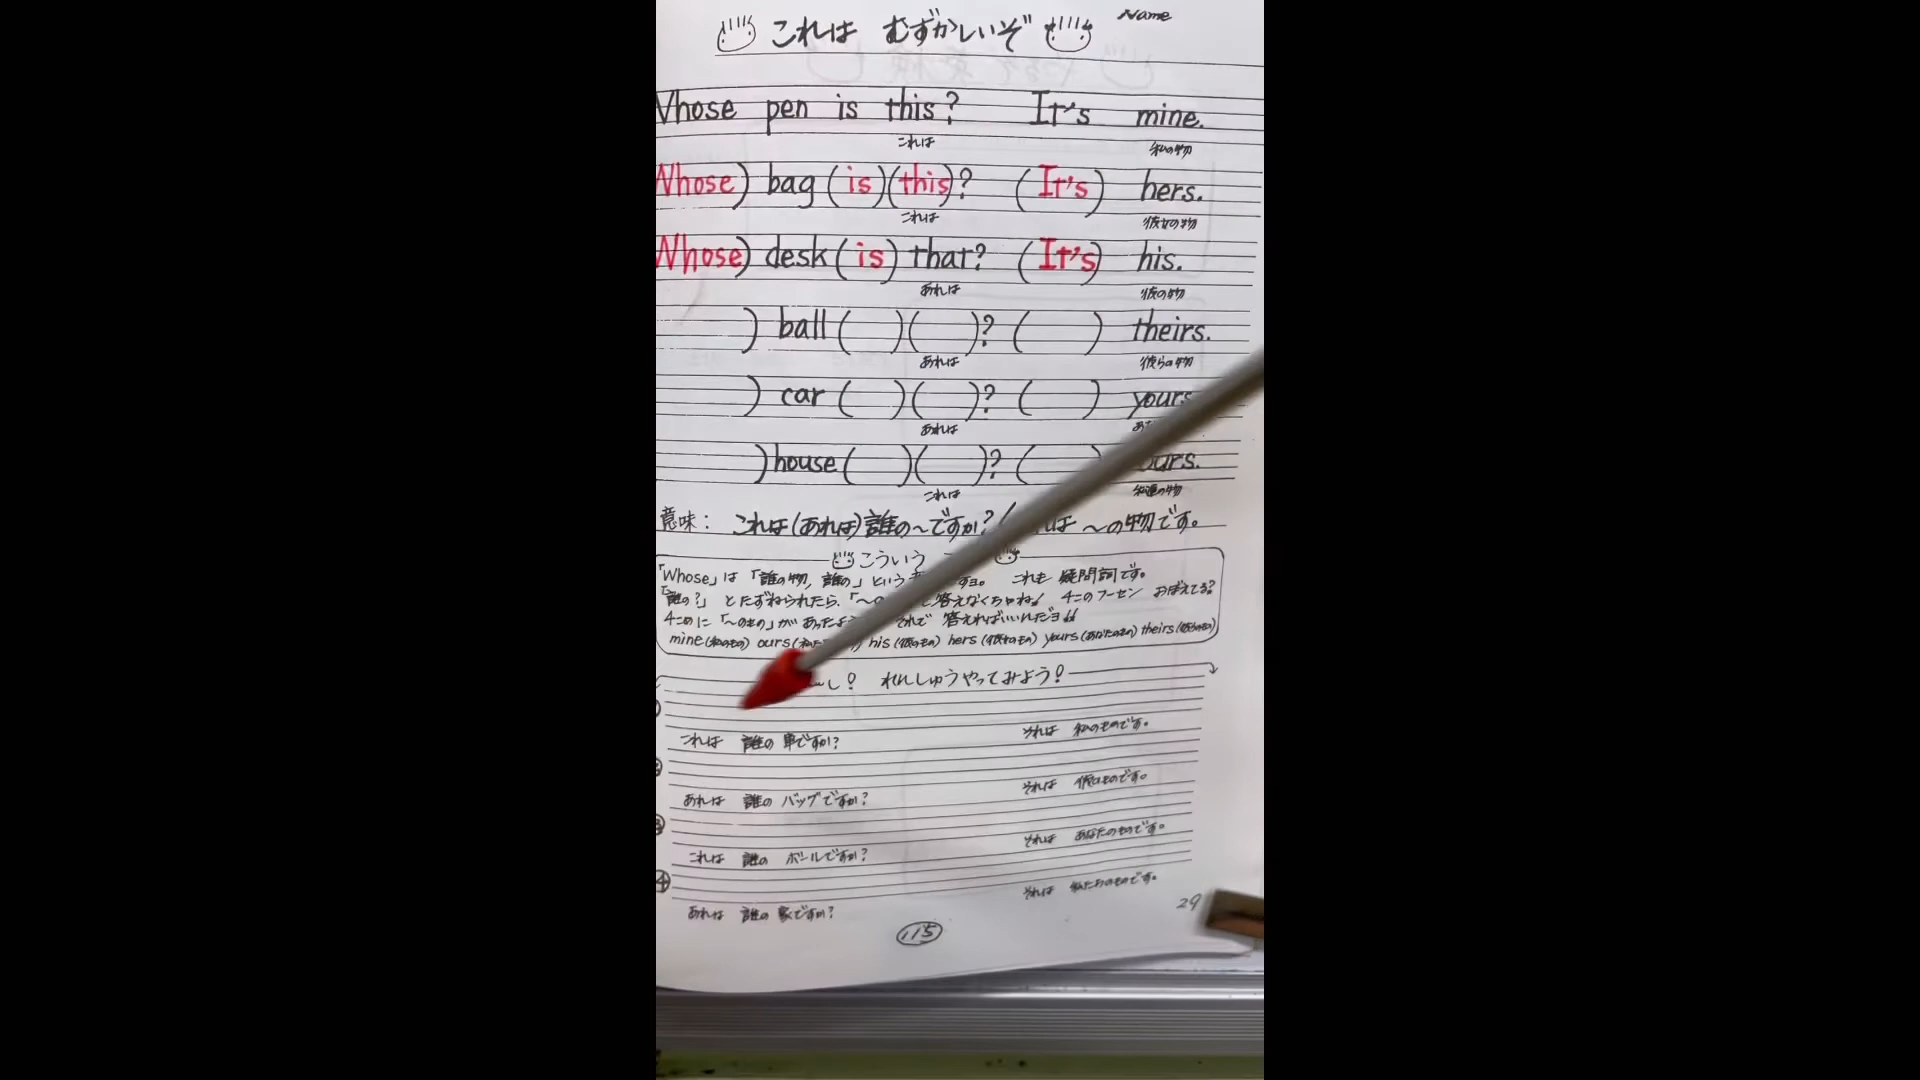 Name
これは むずかしいぞ
Whose pen is this? It's mine.
これは 私の物
Whose) bag (is)(this)? (It's) hers.
これは 彼女の物
Whose) desk (is) that? (It's) his.
あれは 彼の物
) ball ( )( )? ( ) theirs.
あれは 彼らの物
) car ( )( )? ( ) yours
あれは あ
) house ( )( )? ( ) ours.
これは 私達の物
意味: これは(あれは)誰の〜ですか? は 〜の物です。
こういう
「Whose」は「誰の物,誰の」という すョ。 これも 疑問詞です。
「誰の?」とたずねられたら、「〜の 答えなくちゃね! 4このフーセン おぼえてる?
4こめに「〜のもの」があったよ それで 答えればいいんだョ!!
mine(私のもの) ours his(彼のもの) hers(彼女のもの) yours(あなたのもの) theirs(彼らのもの)
し! れんしゅうやってみよう!
これは 誰の 車ですか? それは 私のものです。
あれは 誰の バッグですか? それは 彼のものです。
これは 誰の ボールですか? それは あなたのものです。
④
あれは 誰の 家ですか? それは 私たちのものです。
29
115